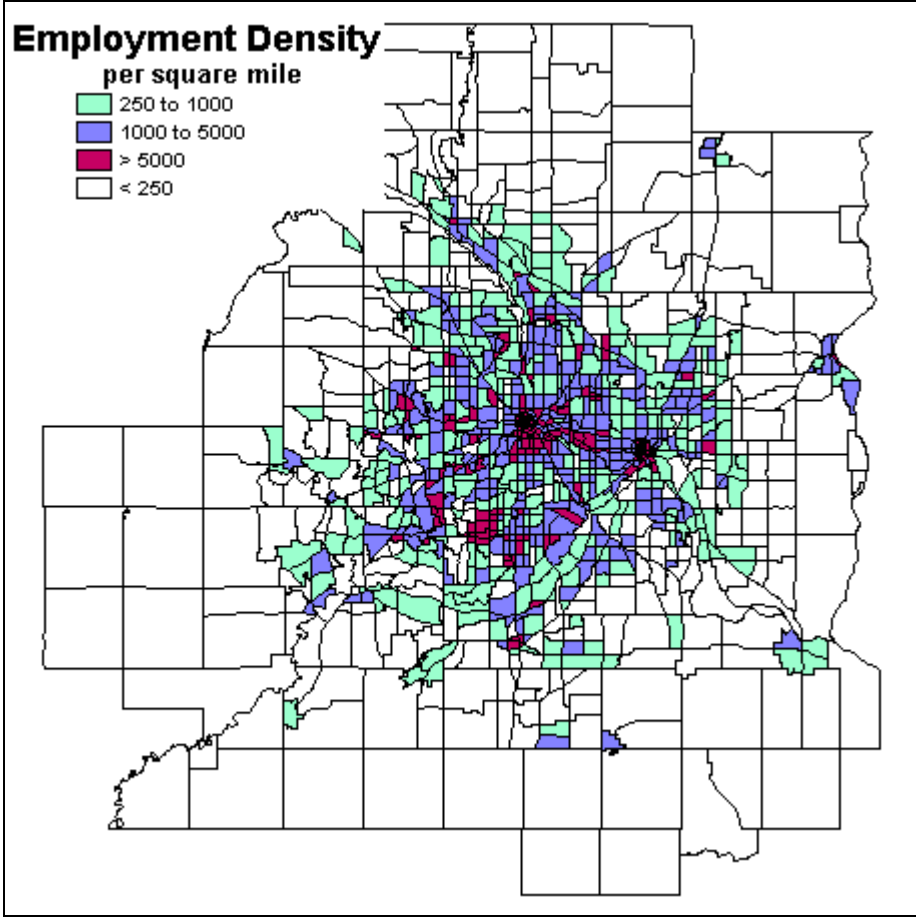 Employment Density
per square mile
250 to 1000
1000 to 5000
> 5000
< 250